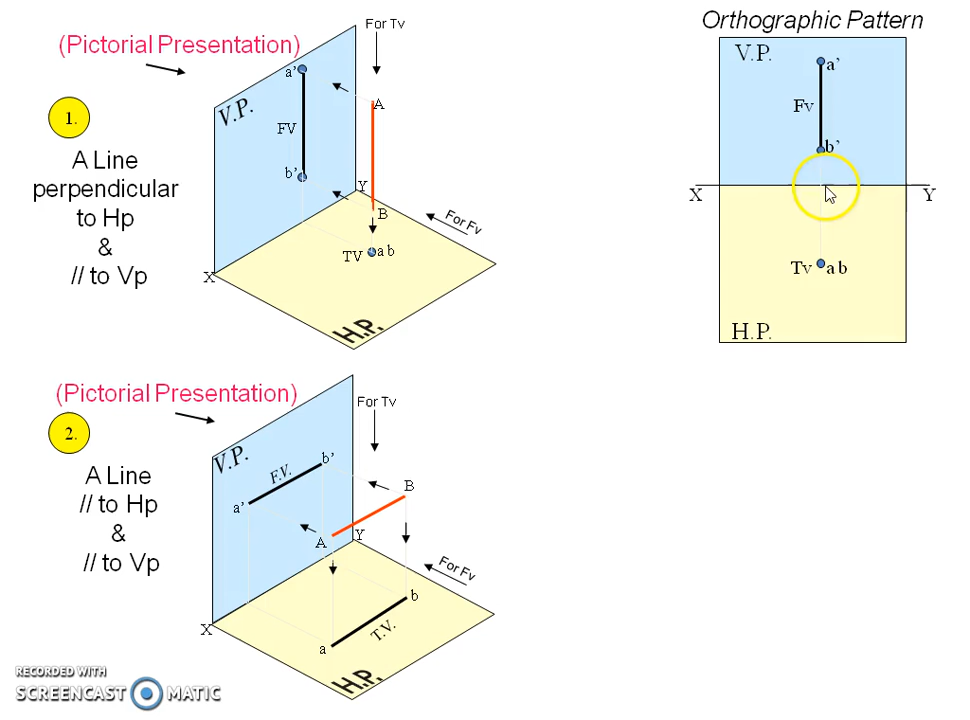 (Pictorial Presentation)
For Tv
V.P.
a'
A
1.
FV
A Line
perpendicular
to Hp
&
// to Vp
b'
Y
B
For Fv
TV
a b
X
H.P.
Orthographic Pattern
V.P.
a'
Fv
b'
X
Y
Tv
a b
H.P.
(Pictorial Presentation)
For Tv
2.
V.P.
b'
F.V.
B
A Line
// to Hp
&
// to Vp
a'
A
Y
For Fv
b
X
T.V.
a
H.P.
RECORDED WITH
SCREENCAST MATIC